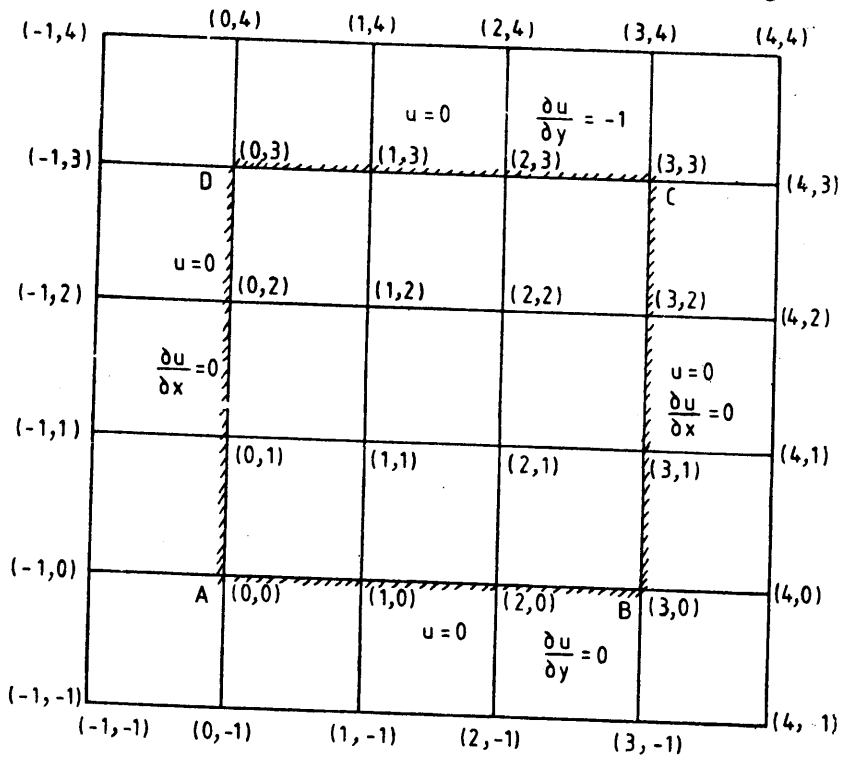 (-1,4) (0,4) (1,4) (2,4) (3,4) (4,4)
u=0 ∂u/∂y = -1
(-1,3) (0,3) (1,3) (2,3) (3,3) (4,3)
D C
u=0
(-1,2) (0,2) (1,2) (2,2) (3,2) (4,2)
∂u/∂x =0 u=0
∂u/∂x =0
(-1,1) (0,1) (1,1) (2,1) (3,1) (4,1)
(-1,0) A (0,0) (1,0) (2,0) B (3,0) (4,0)
u=0 ∂u/∂y = 0
(-1,-1) (4, 1)
(-1,-1) (0,-1) (1,-1) (2,-1) (3,-1)